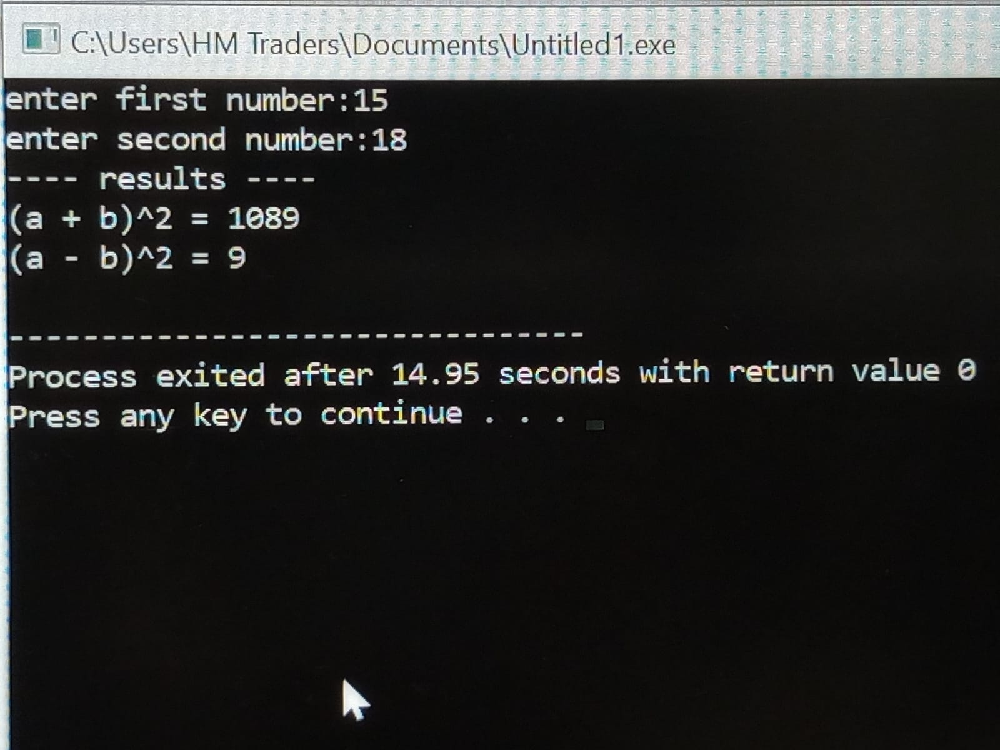 C:\Users\HM Traders\Documents\Untitled1.exe
enter first number:15
enter second number:18
---- results ----
(a + b)^2 = 1089
(a - b)^2 = 9
--------------------------------
Process exited after 14.95 seconds with return value 0
Press any key to continue . . .